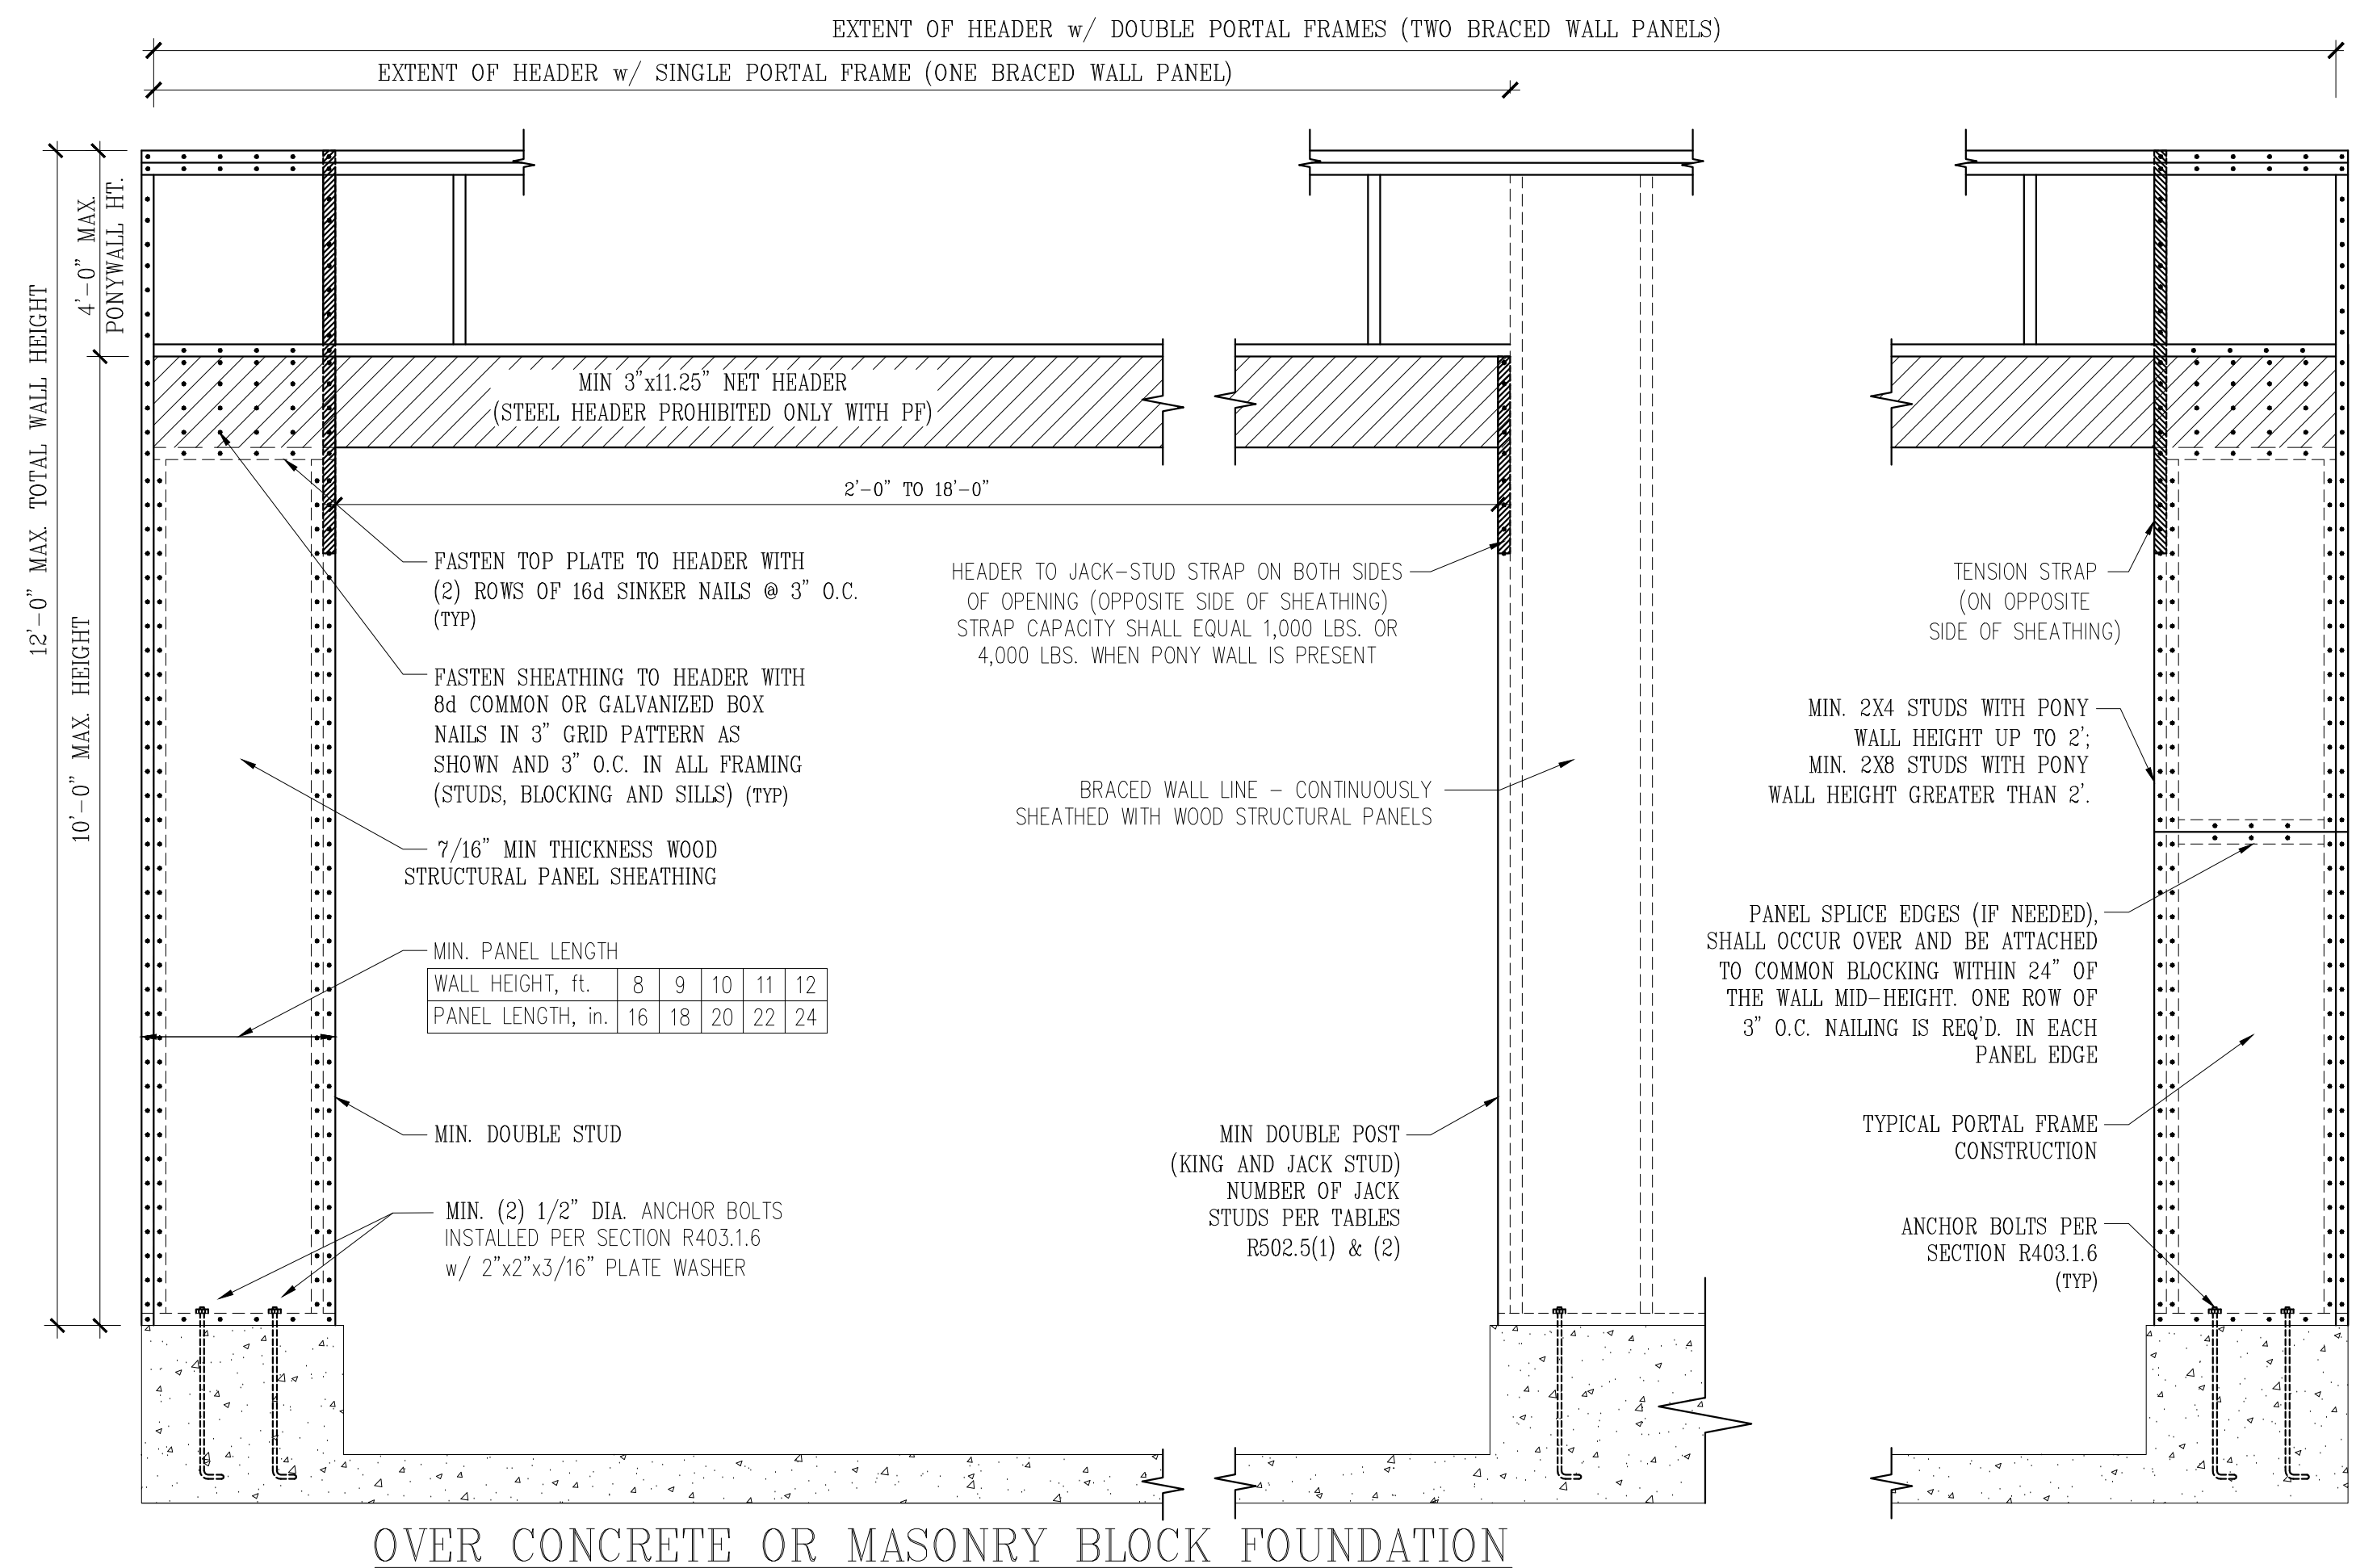 EXTENT OF HEADER w/ DOUBLE PORTAL FRAMES (TWO BRACED WALL PANELS)
EXTENT OF HEADER w/ SINGLE PORTAL FRAME (ONE BRACED WALL PANEL)
12'-0" MAX. TOTAL WALL HEIGHT
4'-0" MAX.
PONYWALL HT.
10'-0" MAX. HEIGHT
MIN 3"x11.25" NET HEADER
(STEEL HEADER PROHIBITED ONLY WITH PF)
2'-0" TO 18'-0"
FASTEN TOP PLATE TO HEADER WITH
(2) ROWS OF 16d SINKER NAILS @ 3" O.C.
(TYP)
FASTEN SHEATHING TO HEADER WITH
8d COMMON OR GALVANIZED BOX
NAILS IN 3" GRID PATTERN AS
SHOWN AND 3" O.C. IN ALL FRAMING
(STUDS, BLOCKING AND SILLS) (TYP)
7/16" MIN THICKNESS WOOD
STRUCTURAL PANEL SHEATHING
MIN. PANEL LENGTH
WALL HEIGHT, ft. 8 9 10 11 12
PANEL LENGTH, in. 16 18 20 22 24
MIN. DOUBLE STUD
MIN. (2) 1/2" DIA. ANCHOR BOLTS
INSTALLED PER SECTION R403.1.6
w/ 2"x2"x3/16" PLATE WASHER
HEADER TO JACK-STUD STRAP ON BOTH SIDES
OF OPENING (OPPOSITE SIDE OF SHEATHING)
STRAP CAPACITY SHALL EQUAL 1,000 LBS. OR
4,000 LBS. WHEN PONY WALL IS PRESENT
BRACED WALL LINE - CONTINUOUSLY
SHEATHED WITH WOOD STRUCTURAL PANELS
MIN DOUBLE POST
(KING AND JACK STUD)
NUMBER OF JACK
STUDS PER TABLES
R502.5(1) & (2)
TENSION STRAP
(ON OPPOSITE
SIDE OF SHEATHING)
MIN. 2X4 STUDS WITH PONY
WALL HEIGHT UP TO 2';
MIN. 2X8 STUDS WITH PONY
WALL HEIGHT GREATER THAN 2'.
PANEL SPLICE EDGES (IF NEEDED),
SHALL OCCUR OVER AND BE ATTACHED
TO COMMON BLOCKING WITHIN 24" OF
THE WALL MID-HEIGHT. ONE ROW OF
3" O.C. NAILING IS REQ'D. IN EACH
PANEL EDGE
TYPICAL PORTAL FRAME
CONSTRUCTION
ANCHOR BOLTS PER
SECTION R403.1.6
(TYP)
OVER CONCRETE OR MASONRY BLOCK FOUNDATION